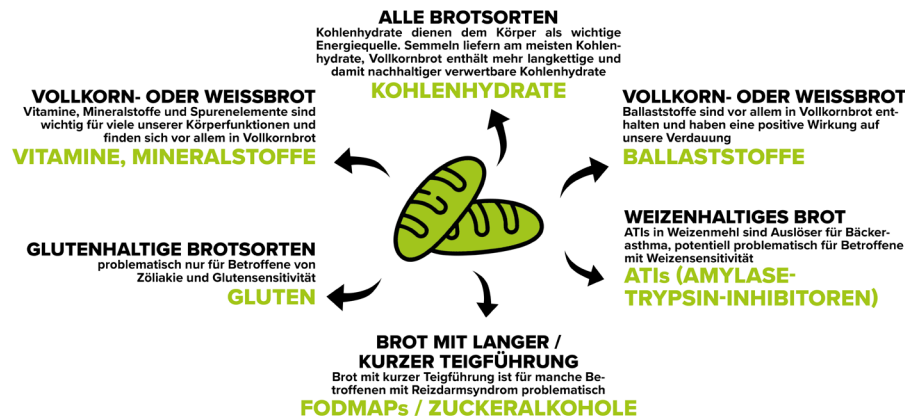 ALLE BROTSORTEN
Kohlenhydrate dienen dem Körper als wichtige
Energiequelle. Semmeln liefern am meisten Kohlen-
hydrate, Vollkornbrot enthält mehr langkettige und
damit nachhaltiger verwertbare Kohlenhydrate
KOHLENHYDRATE
VOLLKORN- ODER WEISSBROT
Vitamine, Mineralstoffe und Spurenelemente sind
wichtig für viele unserer Körperfunktionen und
finden sich vor allem in Vollkornbrot
VITAMINE, MINERALSTOFFE
VOLLKORN- ODER WEISSBROT
Ballaststoffe sind vor allem in Vollkornbrot ent-
halten und haben eine positive Wirkung auf
unsere Verdauung
BALLASTSTOFFE
GLUTENHALTIGE BROTSORTEN
problematisch nur für Betroffene von
Zöliakie und Glutensensitivität
GLUTEN
WEIZENHALTIGES BROT
ATIs in Weizenmehl sind Auslöser für Bäcker-
asthma, potentiell problematisch für Betroffene
mit Weizensensitivität
ATIs (AMYLASE-
TRYPSIN-INHIBITOREN)
BROT MIT LANGER /
KURZER TEIGFÜHRUNG
Brot mit kurzer Teigführung ist für manche Be-
troffenen mit Reizdarmsyndrom problematisch
FODMAPs / ZUCKERALKOHOLE